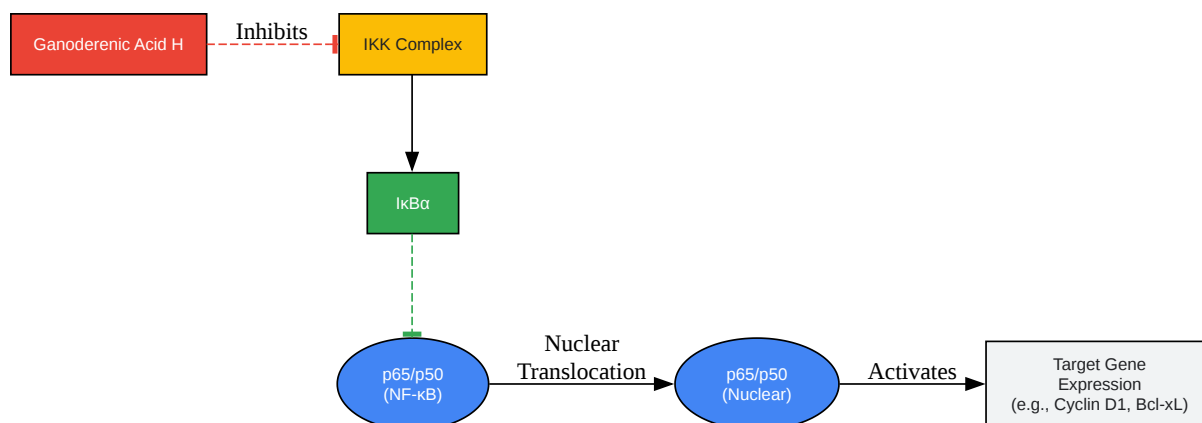 Ganoderenic Acid H
Inhibits
IKK Complex
IκBα
p65/p50
(NF-κB)
Nuclear
Translocation
p65/p50
(Nuclear)
Activates
Target Gene
Expression
(e.g., Cyclin D1, Bcl-xL)